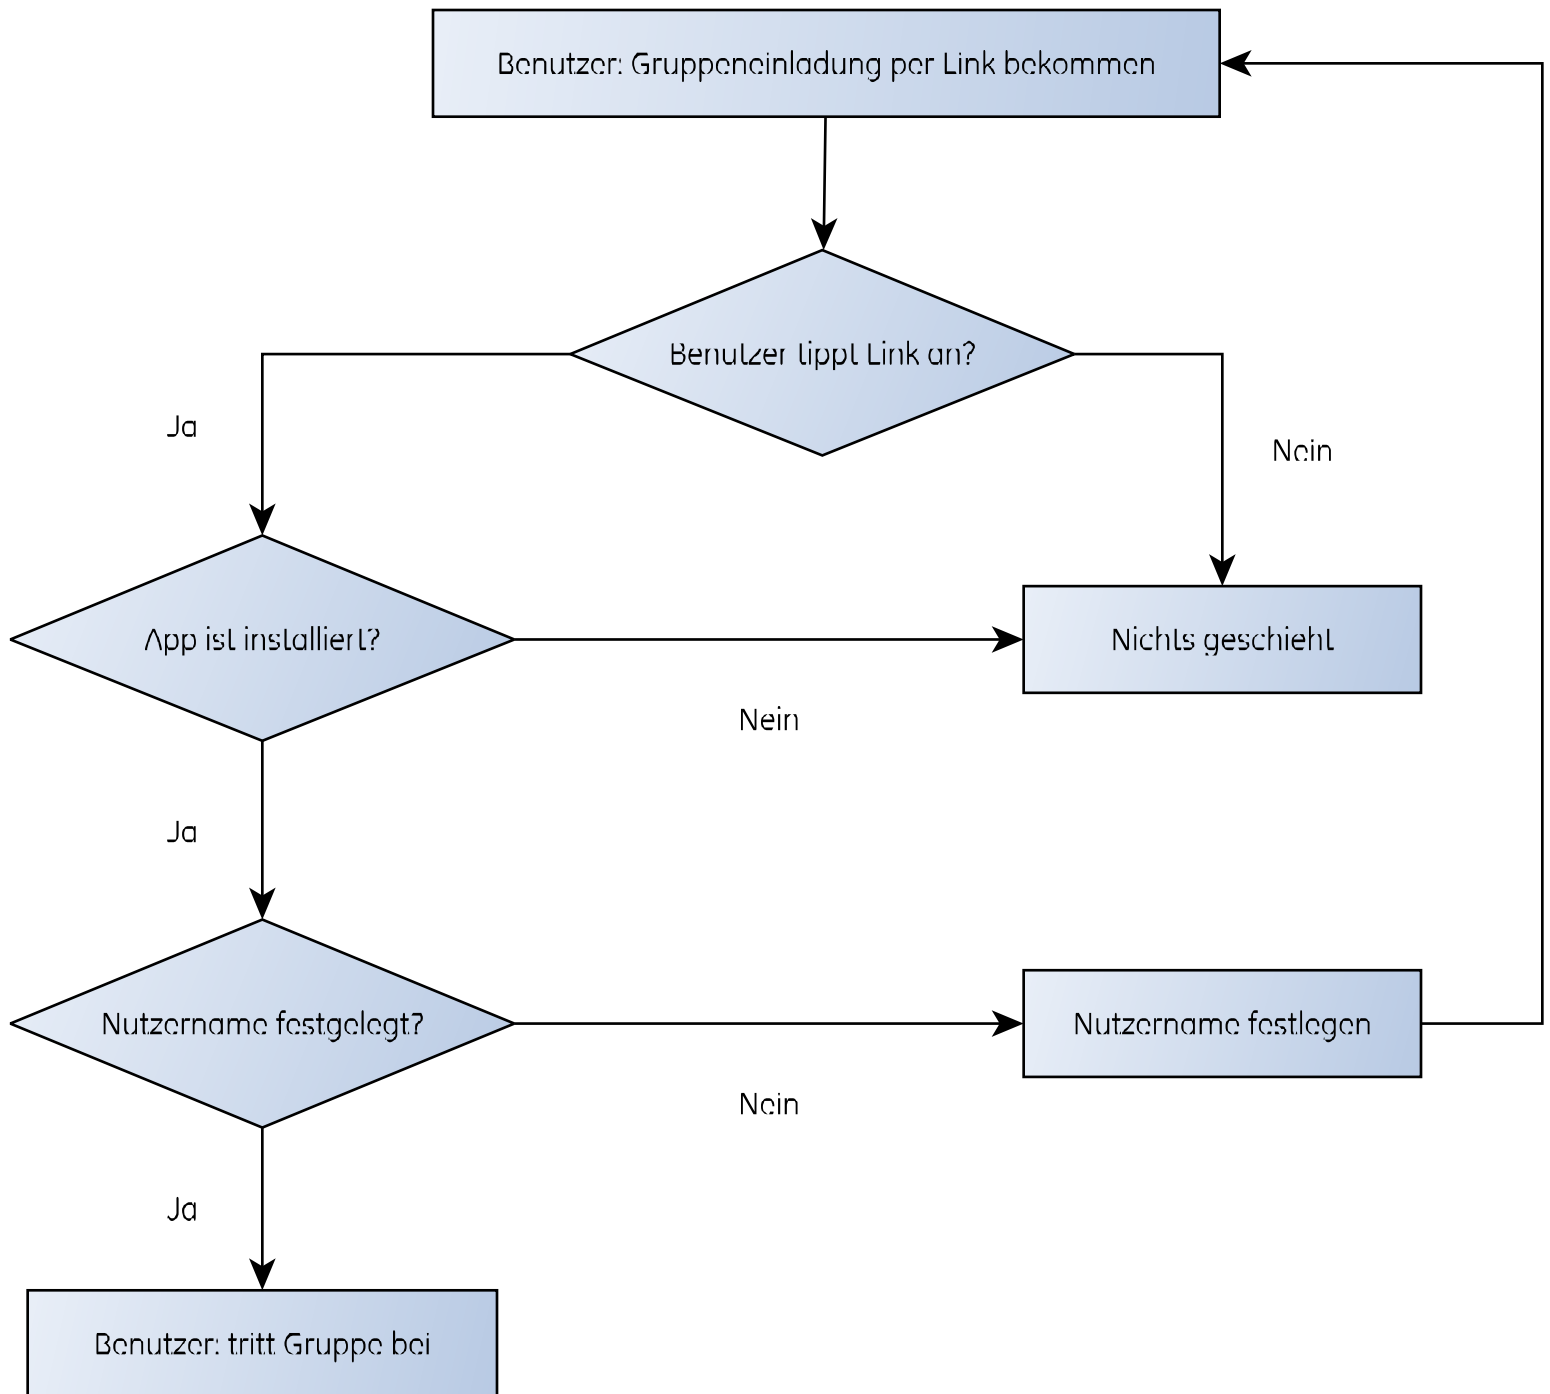 Benutzer: Gruppeneinladung per Link bekommen
Benutzer tippt Link an?
Ja
Nein
App ist installiert?
Nichts geschieht
Nein
Ja
Nutzername festgelegt?
Nutzername festlegen
Nein
Ja
Benutzer: tritt Gruppe bei